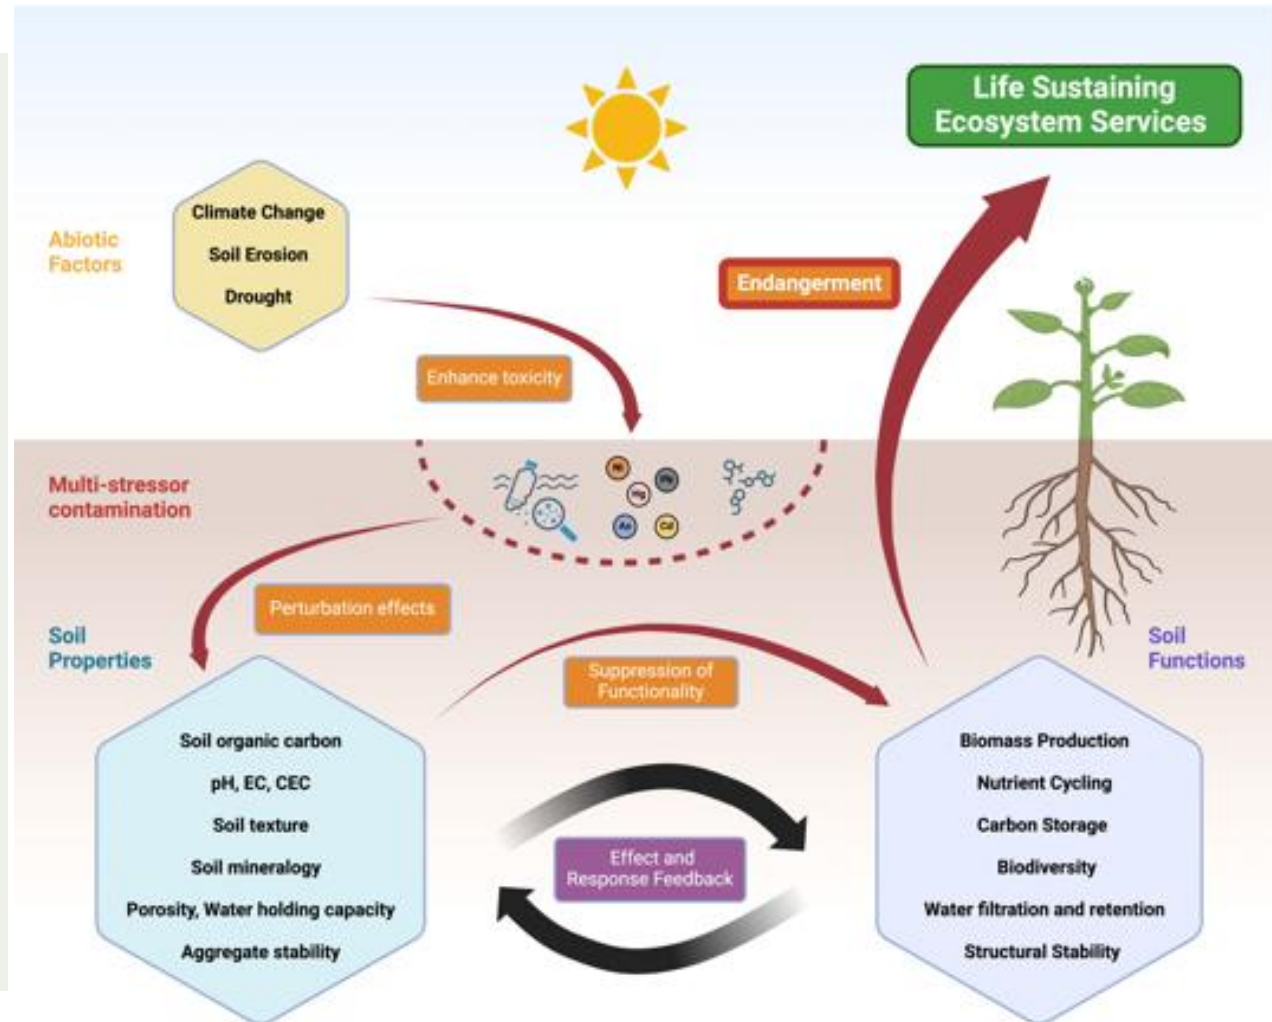 Life Sustaining
Ecosystem Services
Climate Change
Soil Erosion
Drought
Abiotic
Factors
Endangerment
Enhance toxicity
Multi-stressor
contamination
Hg
As
Cd
Perturbation effects
Soil
Properties
Suppression of
Functionality
Soil
Functions
Soil organic carbon
pH, EC, CEC
Soil texture
Soil mineralogy
Porosity, Water holding capacity
Aggregate stability
Effect and
Response Feedback
Biomass Production
Nutrient Cycling
Carbon Storage
Biodiversity
Water filtration and retention
Structural Stability